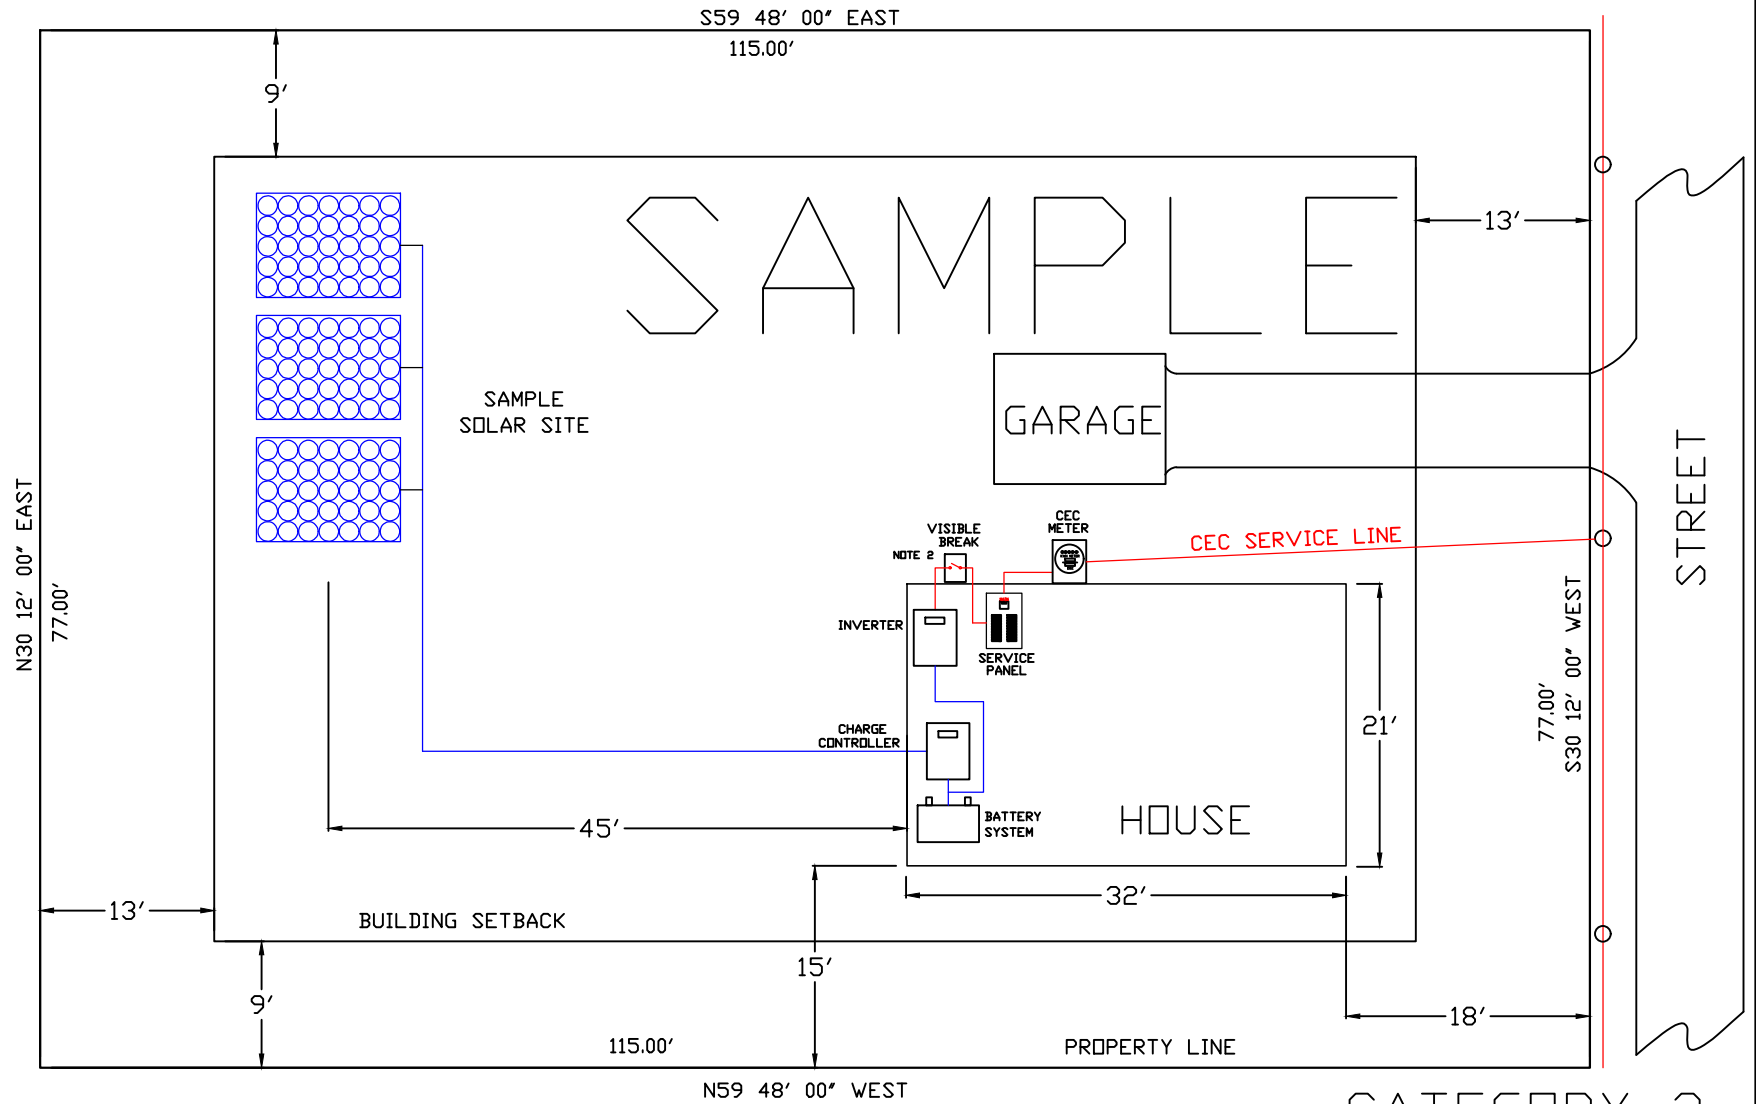 S59 48' 00" EAST
115.00'
9'
SAMPLE
13'
SAMPLE
SOLAR SITE
GARAGE
STREET
N30 12' 00" EAST
77.00'
VISIBLE
BREAK
NOTE 2
CEC
METER
CEC SERVICE LINE
INVERTER
SERVICE
PANEL
CHARGE
CONTROLLER
BATTERY
SYSTEM
HOUSE
21'
77.00'
S30 12' 00" WEST
45'
32'
13'
BUILDING SETBACK
15'
9'
18'
115.00'
PROPERTY LINE
N59 48' 00" WEST